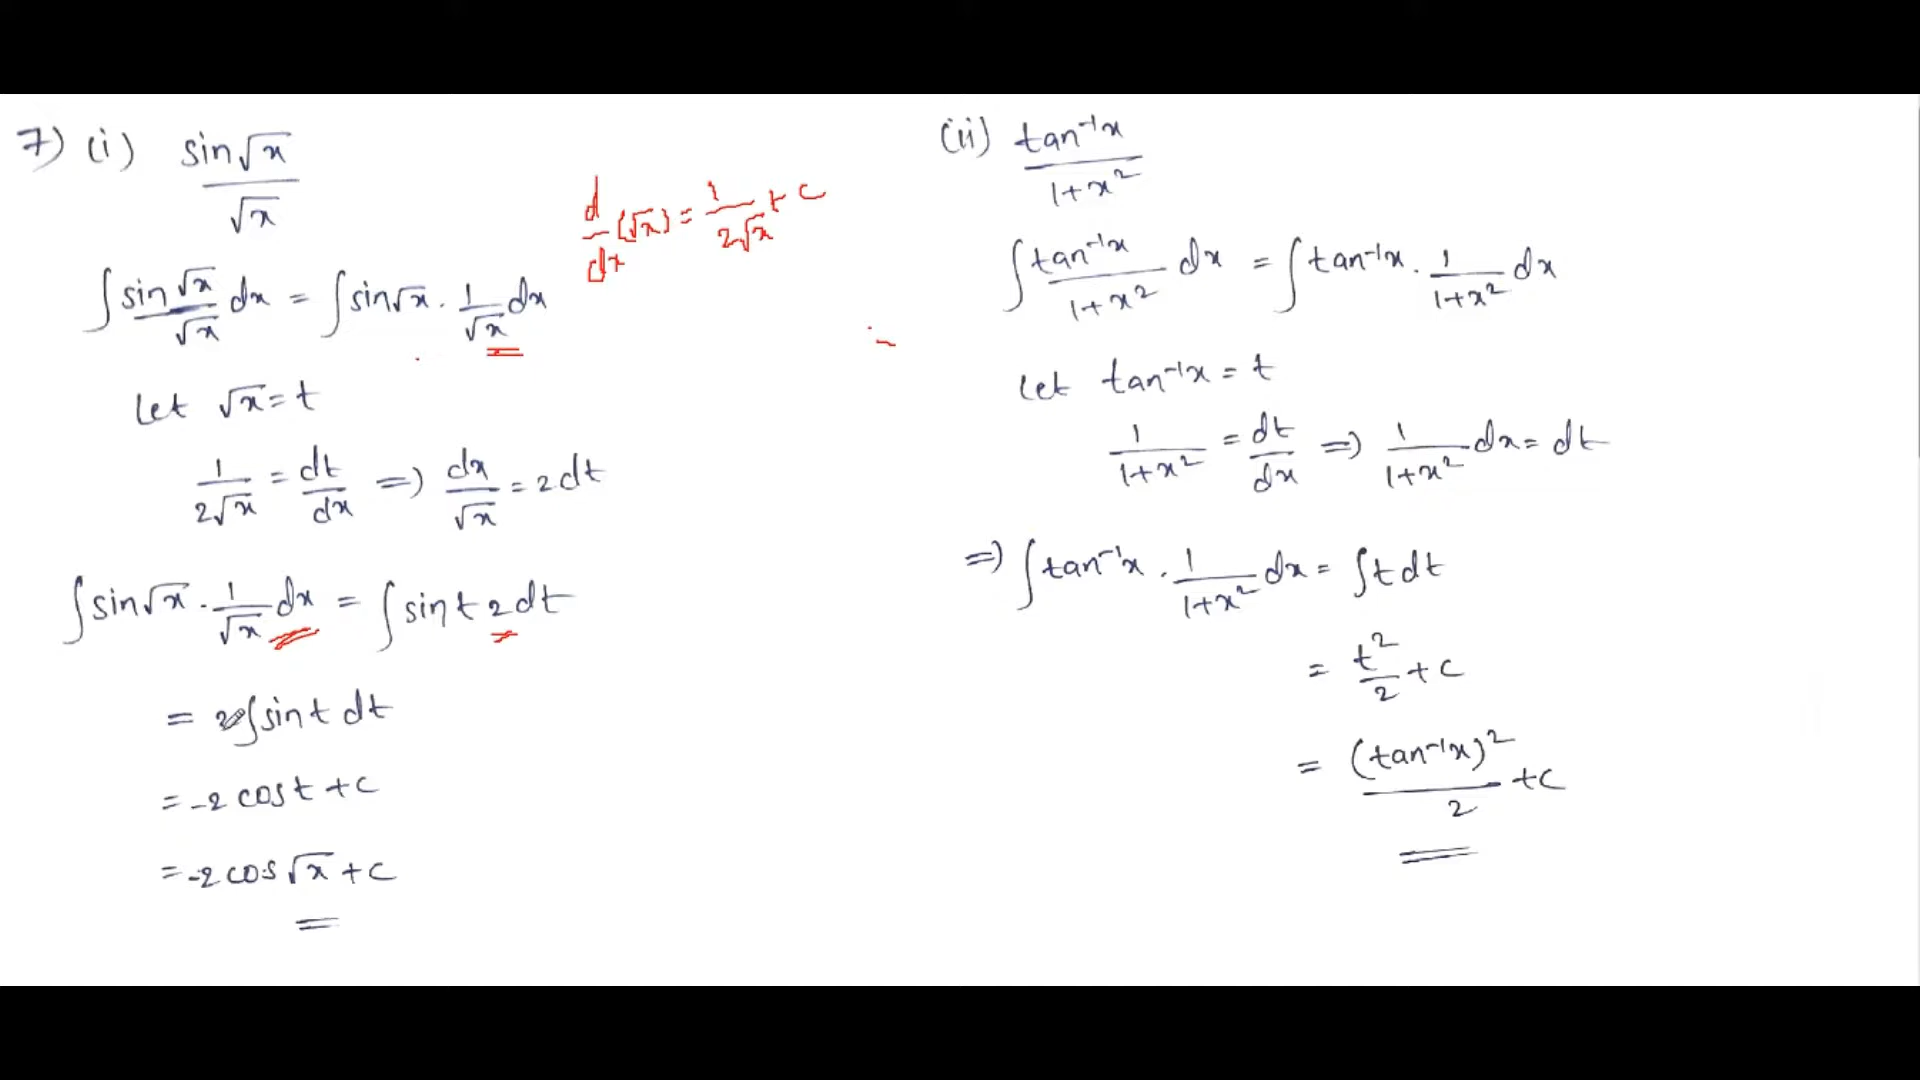 7) (i) sin√x / √x
d/dx (√x) = 1/2√x + c
∫ sin√x / √x dx = ∫ sin√x · 1/√x dx
Let √x = t
1/2√x = dt/dx => dx/√x = 2dt
∫ sin√x · 1/√x dx = ∫ sin t 2dt
= 2∫ sin t dt
= -2 cos t + c
= -2 cos √x + c
(ii) tan⁻¹x / 1+x²
∫ tan⁻¹x / 1+x² dx = ∫ tan⁻¹x · 1/1+x² dx
Let tan⁻¹x = t
1/1+x² = dt/dx => 1/1+x² dx = dt
=> ∫ tan⁻¹x · 1/1+x² dx = ∫ t dt
= t²/2 + c
= (tan⁻¹x)²/2 + c